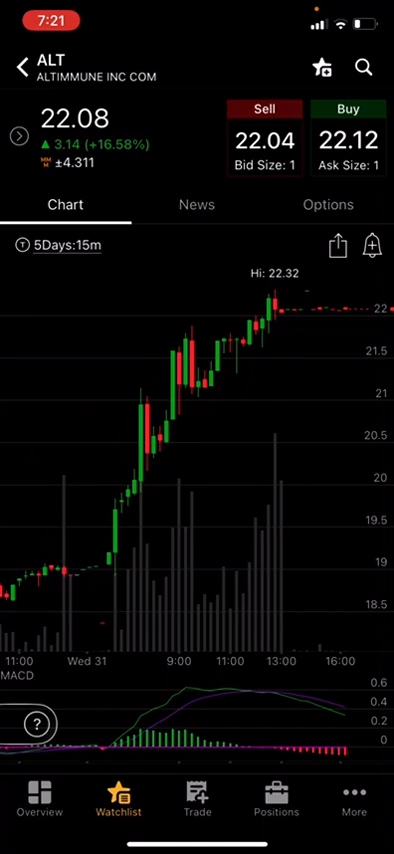 7:21
ALT
ALTIMMUNE INC COM
22.08
3.14 (+16.58%)
MM
M
±4.311
Sell
22.04
Bid Size: 1
Buy
22.12
Ask Size: 1
Chart
News
Options
T 5Days:15m
Hi: 22.32
22
21.5
21
20.5
20
19.5
19
18.5
11:00
Wed 31
9:00
11:00
13:00
16:00
MACD
0.6
0.4
0.2
0
?
Overview
Watchlist
Trade
Positions
More